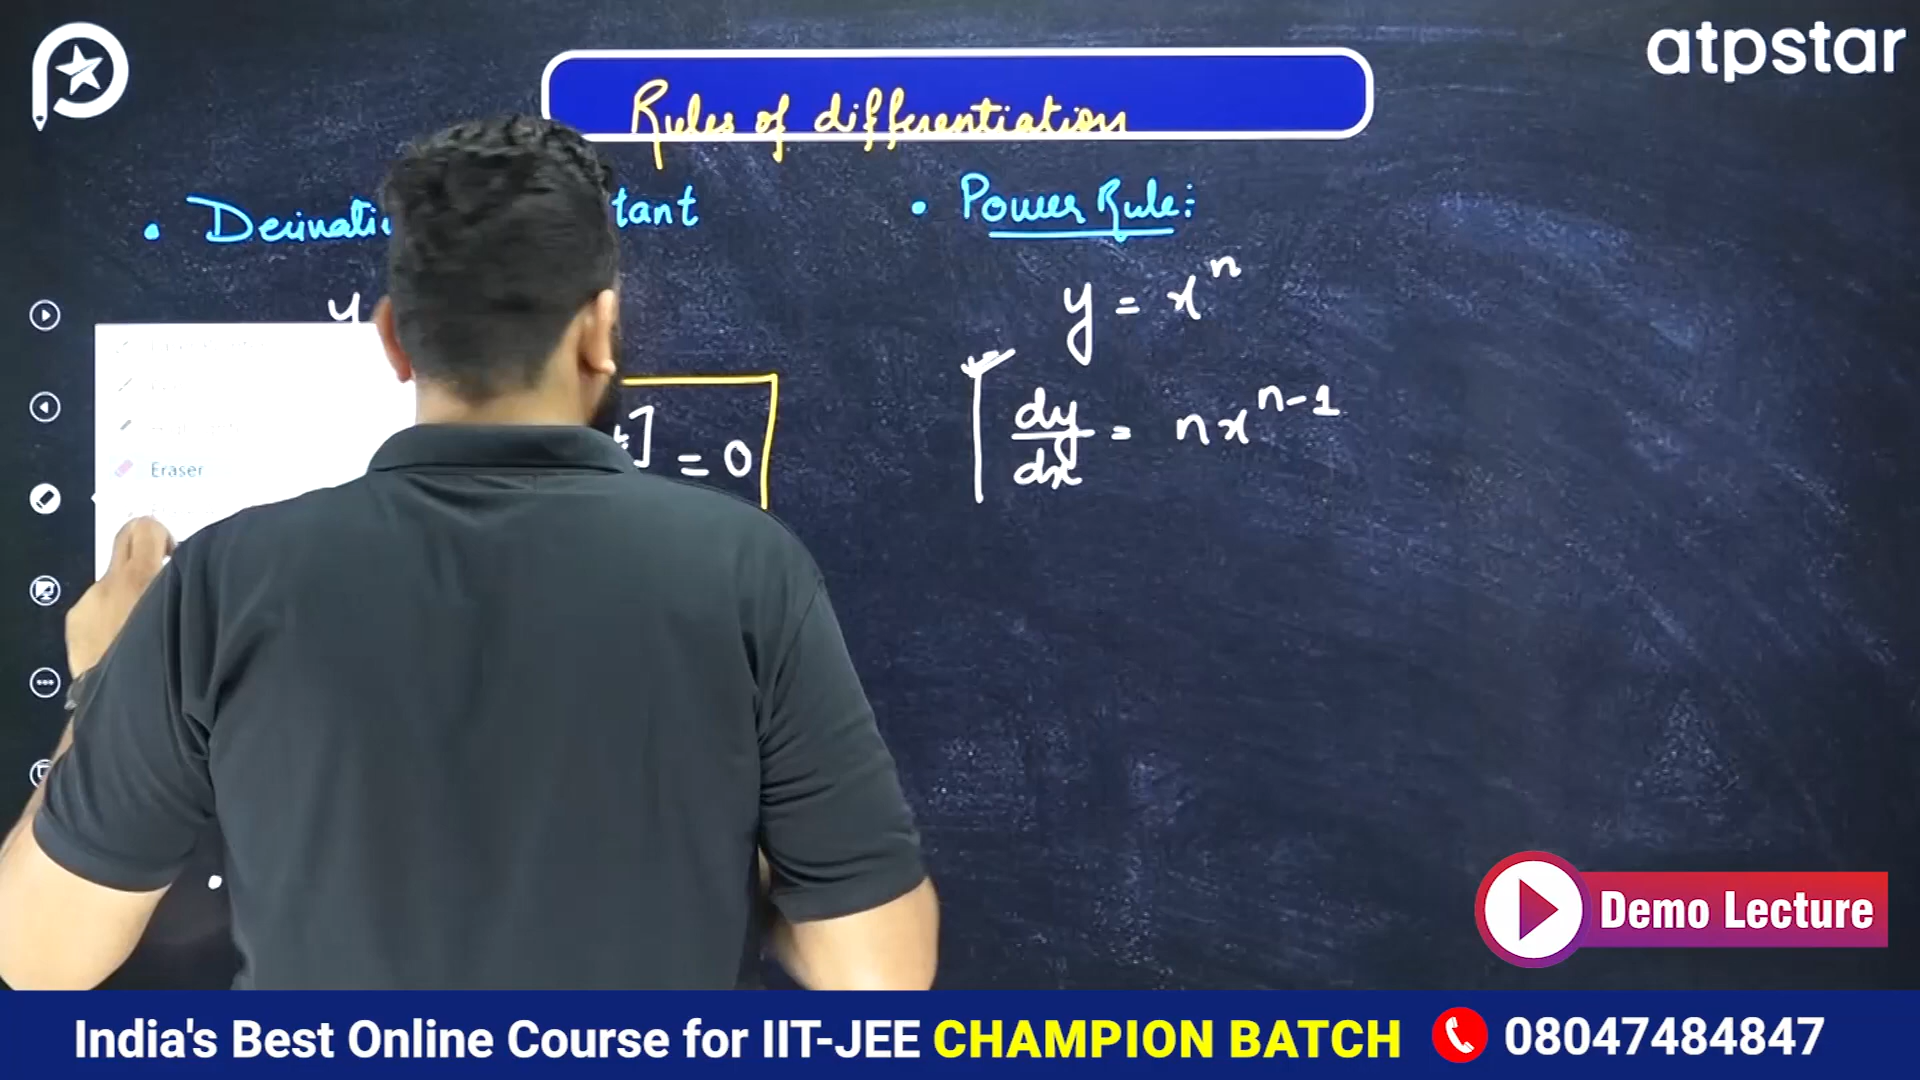 atpstar
Rules of differentiation
tant
• Power Rule:
y = x^n
dy/dx = nx^{n-1}
] = 0
Eraser
Demo Lecture
India's Best Online Course for IIT-JEE CHAMPION BATCH 08047484847